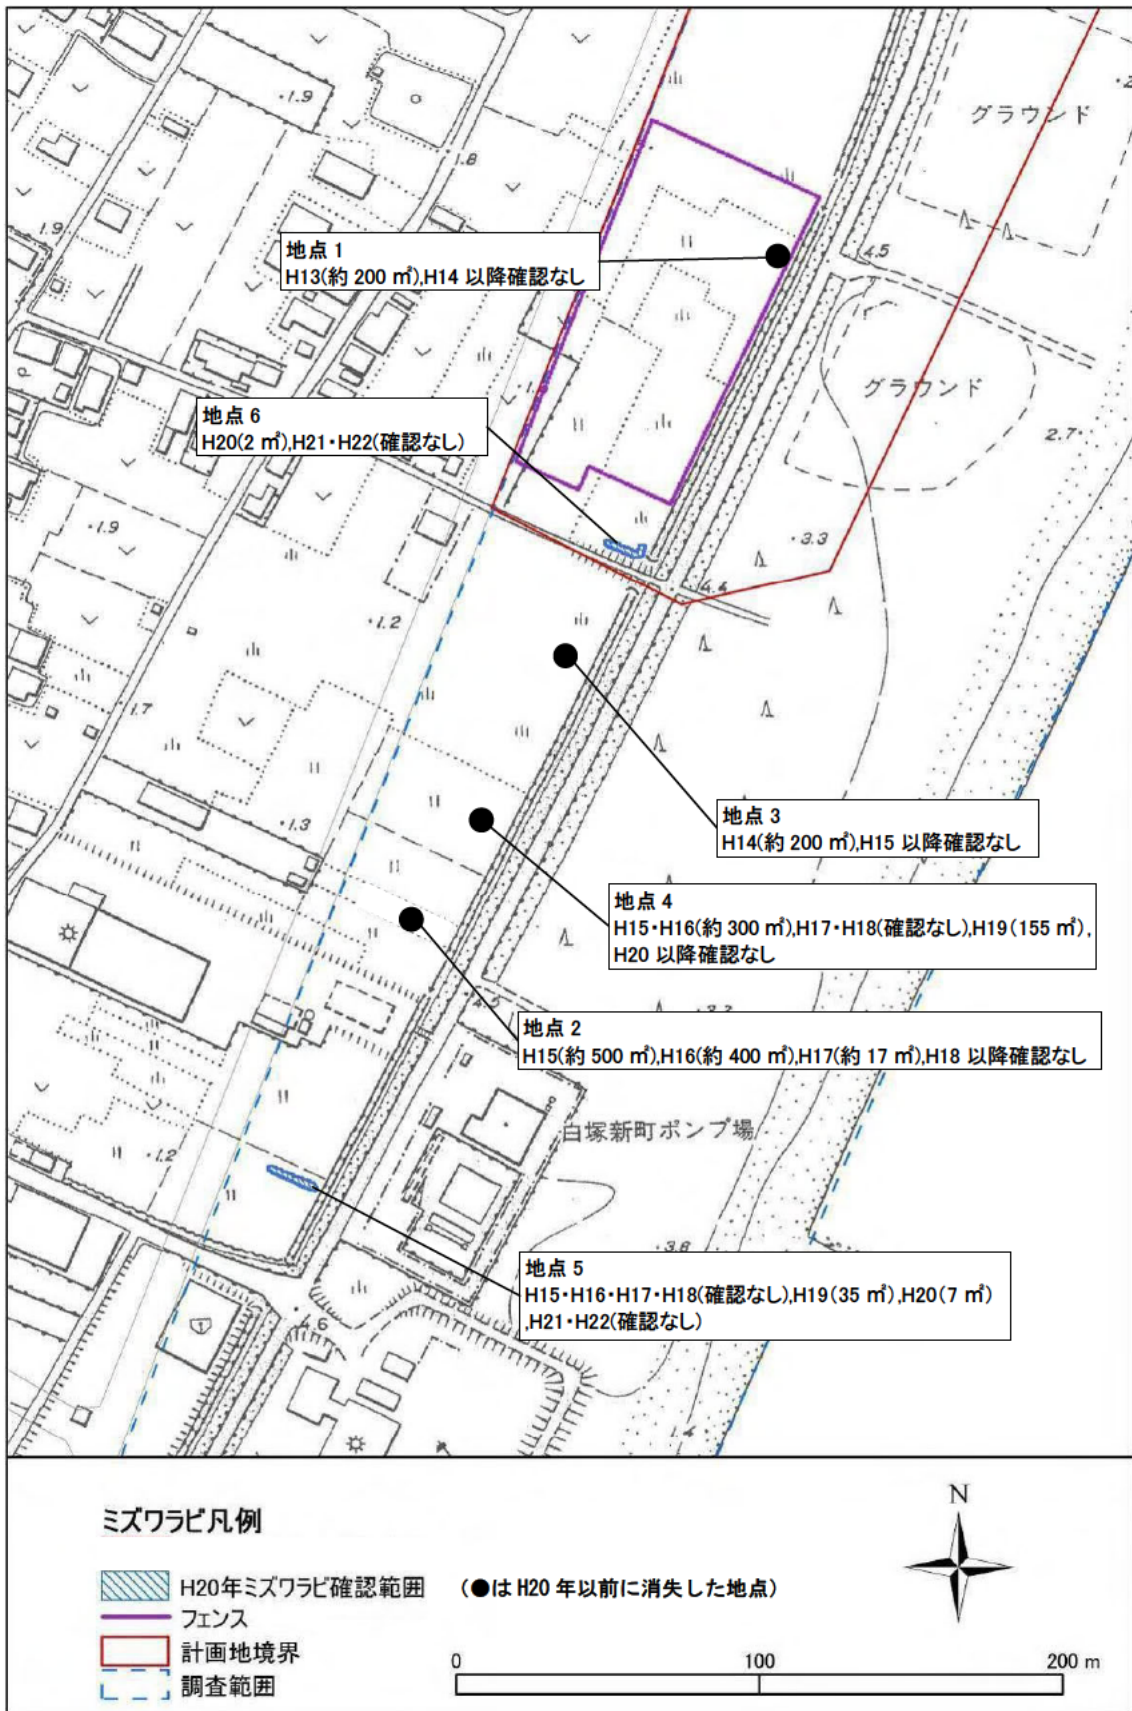 グラウンド
・1.9
・1.8
1.9
地点 1
H13(約 200 ㎡),H14 以降確認なし
4.5
グラウンド
地点 6
H20(2 ㎡),H21・H22(確認なし)
2.7・
・1.9
・3.3
4.4
・1.2
・1.7
地点 3
H14(約 200 ㎡),H15 以降確認なし
・1.3
地点 4
H15・H16(約 300 ㎡),H17・H18(確認なし),H19(155 ㎡),
H20 以降確認なし
地点 2
H15(約 500 ㎡),H16(約 400 ㎡),H17(約 17 ㎡),H18 以降確認なし
白塚新町ポンプ場
・1.2
・3.8
地点 5
H15・H16・H17・H18(確認なし),H19(35 ㎡),H20(7 ㎡)
,H21・H22(確認なし)
4.6
1.4
ミズワラビ凡例
N
H20年ミズワラビ確認範囲 (●は H20 年以前に消失した地点)
フェンス
計画地境界
調査範囲
0 100 200 m